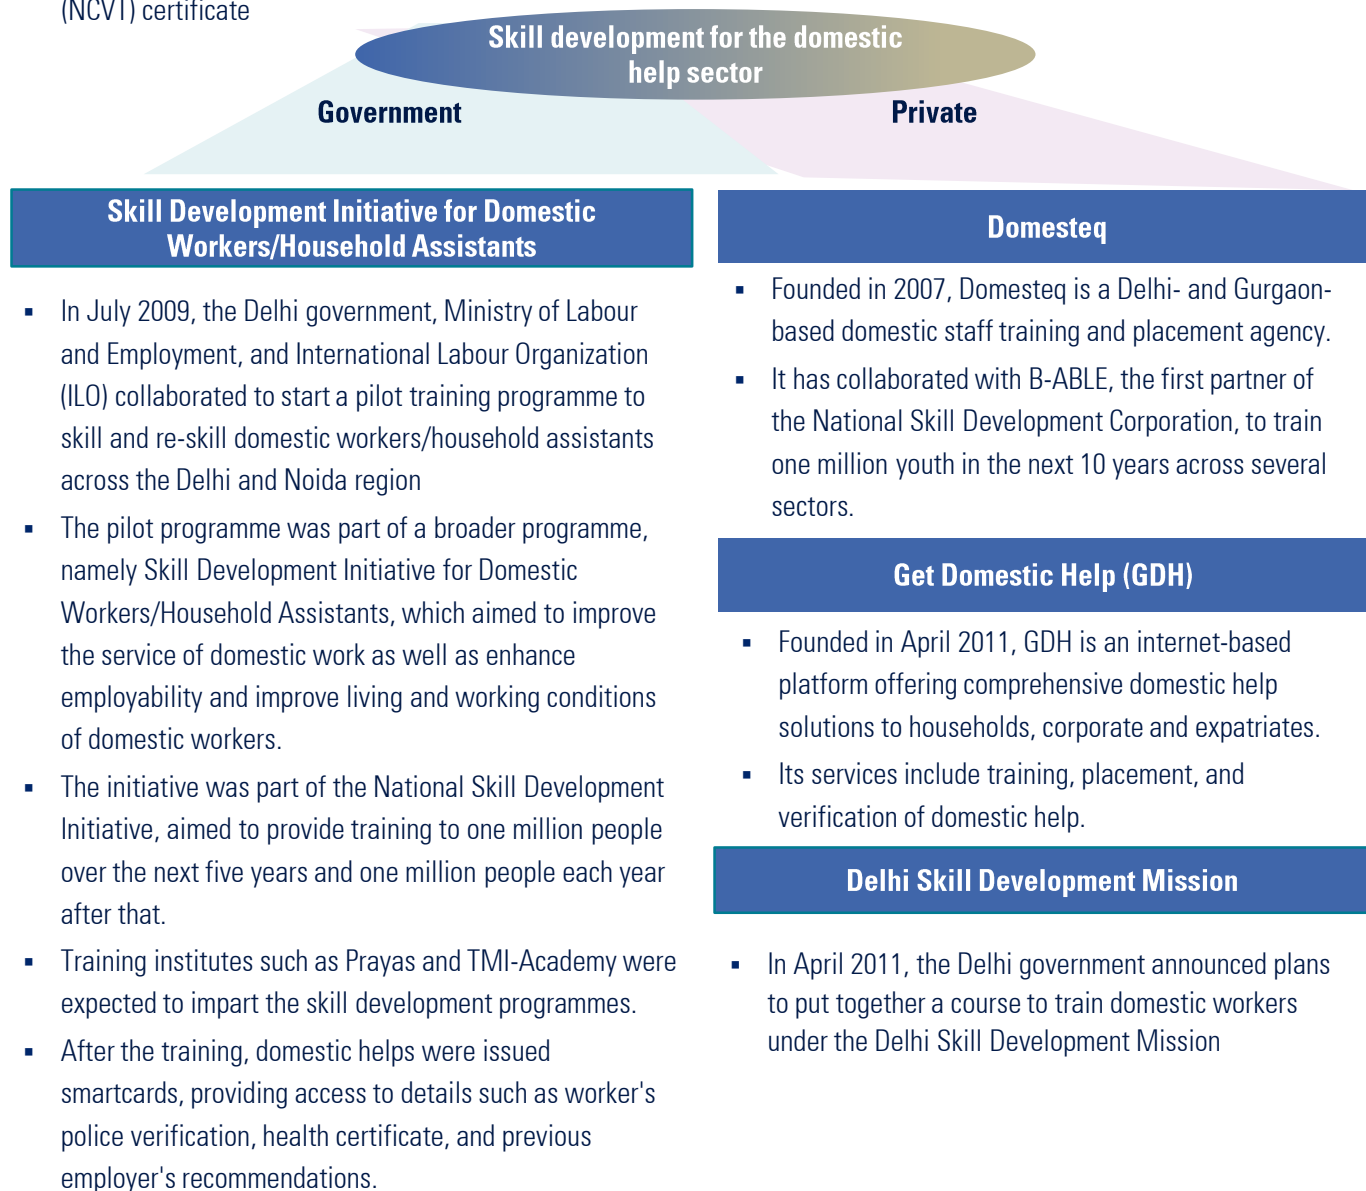 (NCVT) certificate
Skill development for the domestic
help sector
Government
Private
Skill Development Initiative for Domestic
Workers/Household Assistants
▪ In July 2009, the Delhi government, Ministry of Labour
and Employment, and International Labour Organization
(ILO) collaborated to start a pilot training programme to
skill and re-skill domestic workers/household assistants
across the Delhi and Noida region
▪ The pilot programme was part of a broader programme,
namely Skill Development Initiative for Domestic
Workers/Household Assistants, which aimed to improve
the service of domestic work as well as enhance
employability and improve living and working conditions
of domestic workers.
▪ The initiative was part of the National Skill Development
Initiative, aimed to provide training to one million people
over the next five years and one million people each year
after that.
▪ Training institutes such as Prayas and TMI-Academy were
expected to impart the skill development programmes.
▪ After the training, domestic helps were issued
smartcards, providing access to details such as worker's
police verification, health certificate, and previous
employer's recommendations.
Domesteq
▪ Founded in 2007, Domesteq is a Delhi- and Gurgaon-
based domestic staff training and placement agency.
▪ It has collaborated with B-ABLE, the first partner of
the National Skill Development Corporation, to train
one million youth in the next 10 years across several
sectors.
Get Domestic Help (GDH)
▪ Founded in April 2011, GDH is an internet-based
platform offering comprehensive domestic help
solutions to households, corporate and expatriates.
▪ Its services include training, placement, and
verification of domestic help.
Delhi Skill Development Mission
▪ In April 2011, the Delhi government announced plans
to put together a course to train domestic workers
under the Delhi Skill Development Mission